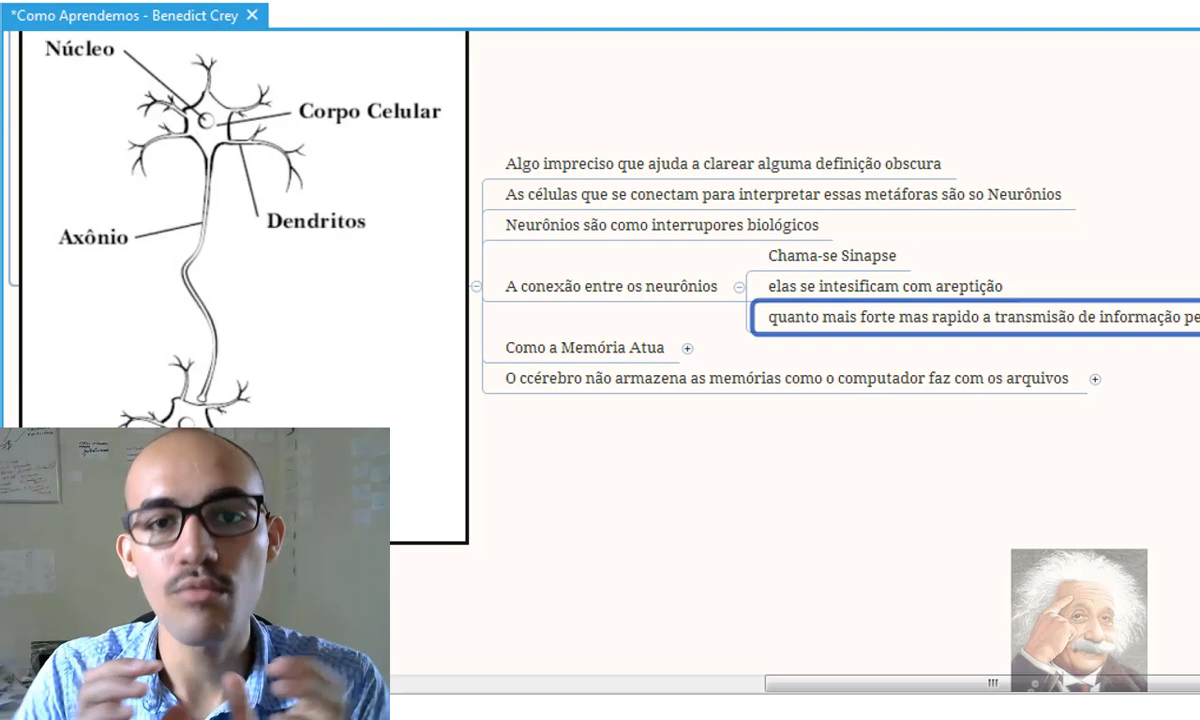 *Como Aprendemos - Benedict Crey
Núcleo
Corpo Celular
Dendritos
Axônio
Algo impreciso que ajuda a clarear alguma definição obscura
As células que se conectam para interpretar essas metáforas são so Neurônios
Neurônios são como interrupores biológicos
A conexão entre os neurônios
Chama-se Sinapse
elas se intesificam com areptição
quanto mais forte mas rapido a transmisão de informação pe
Como a Memória Atua
O ccérebro não armazena as memórias como o computador faz com os arquivos